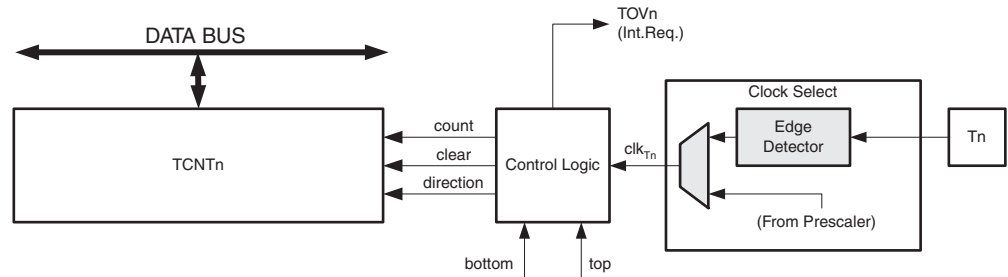 TOVn
(Int.Req.)
DATA BUS
Clock Select
count
Edge
Detector
Tn
TCNTn
clear
Control Logic
clkTn
direction
(From Prescaler)
bottom
top